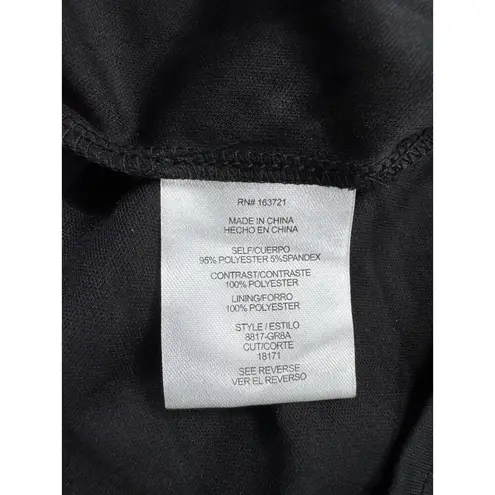 RN# 163721
MADE IN CHINA
HECHO EN CHINA
SELF/CUERPO
95% POLYESTER 5%SPANDEX
CONTRAST/CONTRASTE
100% POLYESTER
LINING/FORRO
100% POLYESTER
STYLE / ESTILO
8817-GR8A
CUT/CORTE
18171
SEE REVERSE
VER EL REVERSO